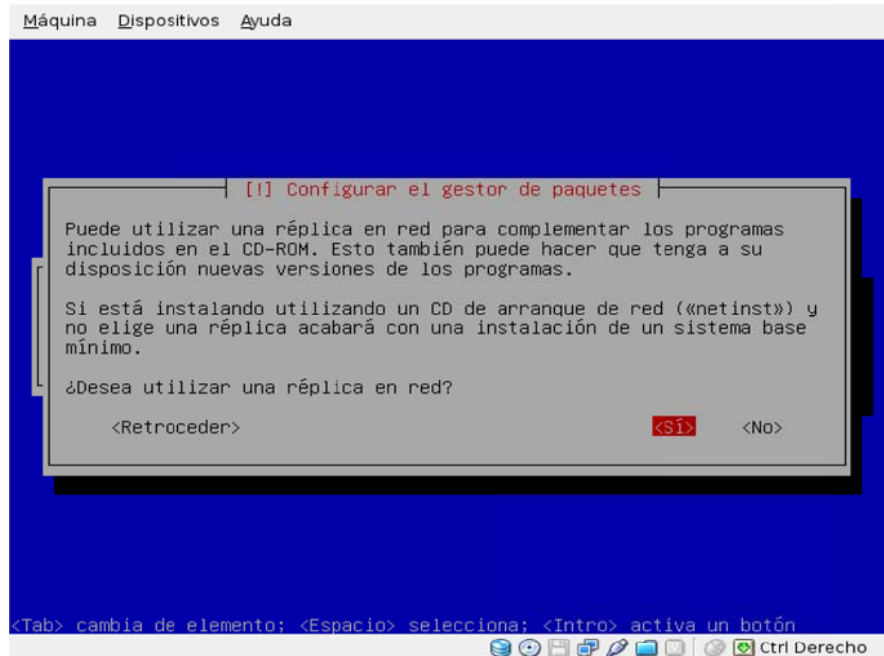 Máquina Dispositivos Ayuda
[!] Configurar el gestor de paquetes
Puede utilizar una réplica en red para complementar los programas
incluidos en el CD-ROM. Esto también puede hacer que tenga a su
disposición nuevas versiones de los programas.
Si está instalando utilizando un CD de arranque de red («netinst») y
no elige una réplica acabará con una instalación de un sistema base
mínimo.
¿Desea utilizar una réplica en red?
<Retroceder> <Sí> <No>
<Tab> cambia de elemento; <Espacio> selecciona; <Intro> activa un botón
Ctrl Derecho